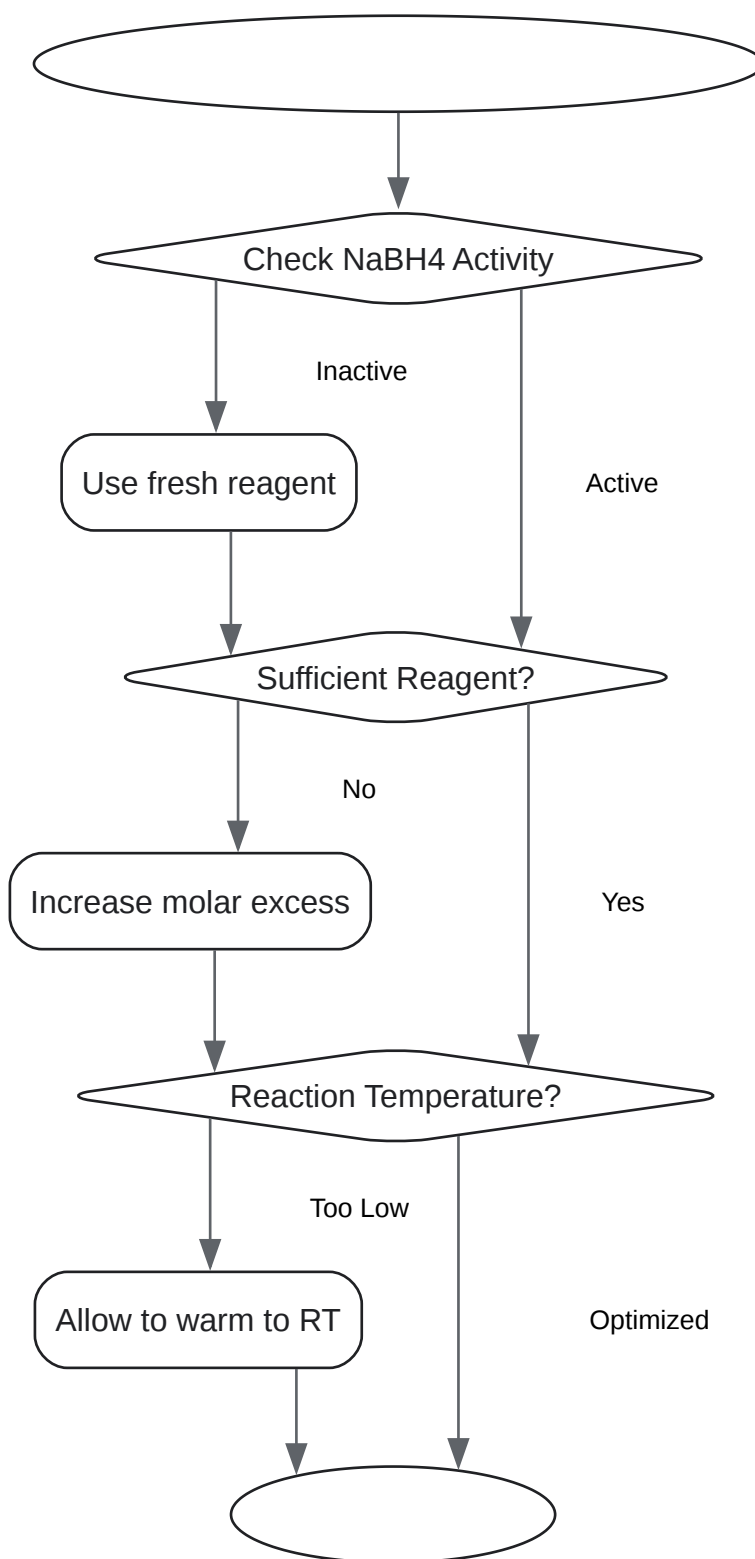 Check NaBH4 Activity
Inactive
Use fresh reagent
Active
Sufficient Reagent?
No
Increase molar excess
Yes
Reaction Temperature?
Too Low
Allow to warm to RT
Optimized